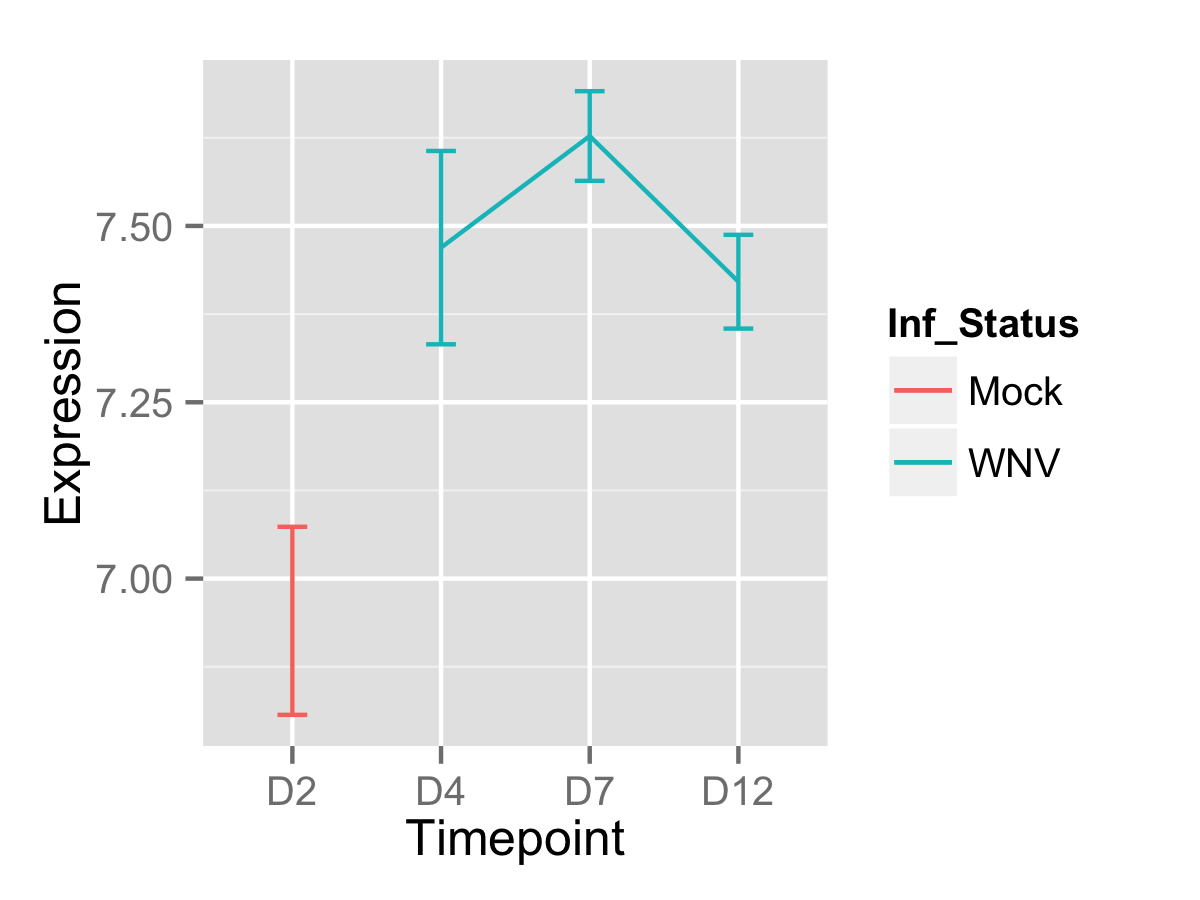 Expression
7.50
7.25
7.00
D2 D4 D7 D12
Timepoint
Inf_Status
Mock
WNV